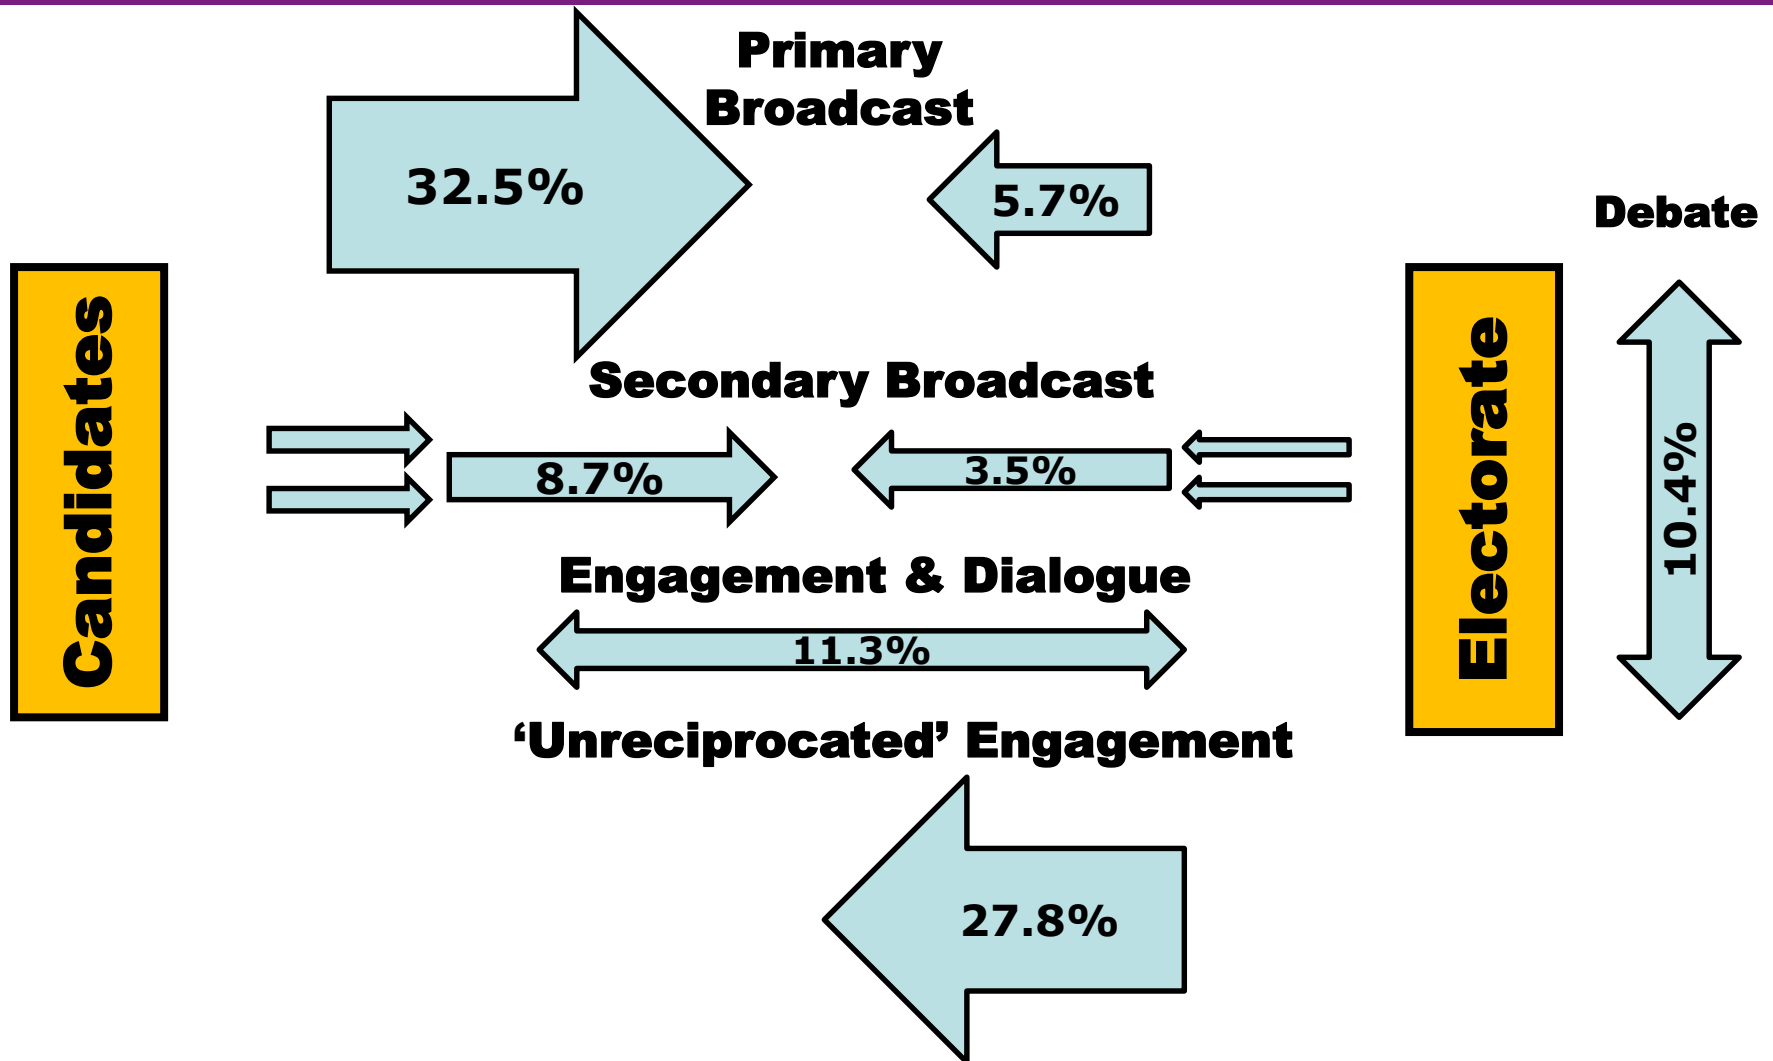 Primary
Broadcast
32.5%
5.7%
Debate
Candidates
Electorate
Secondary Broadcast
8.7%
3.5%
10.4%
Engagement & Dialogue
11.3%
‘Unreciprocated’ Engagement
27.8%